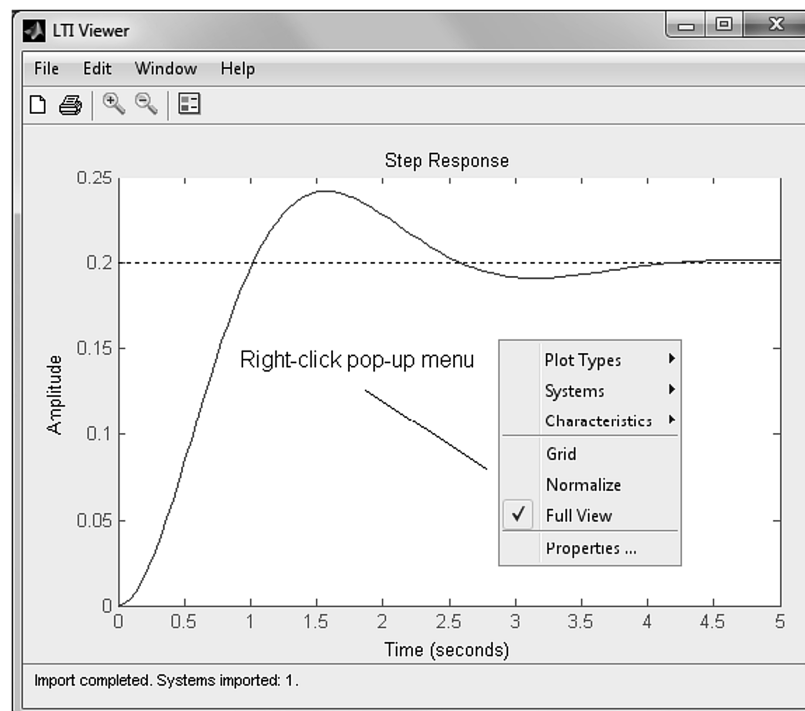 LTI Viewer
File Edit Window Help
Step Response
0.25
0.2
0.15
0.1
0.05
0
Amplitude
Right-click pop-up menu
Plot Types
Systems
Characteristics
Grid
Normalize
Full View
Properties ...
0 0.5 1 1.5 2 2.5 3 3.5 4 4.5 5
Time (seconds)
Import completed. Systems imported: 1.